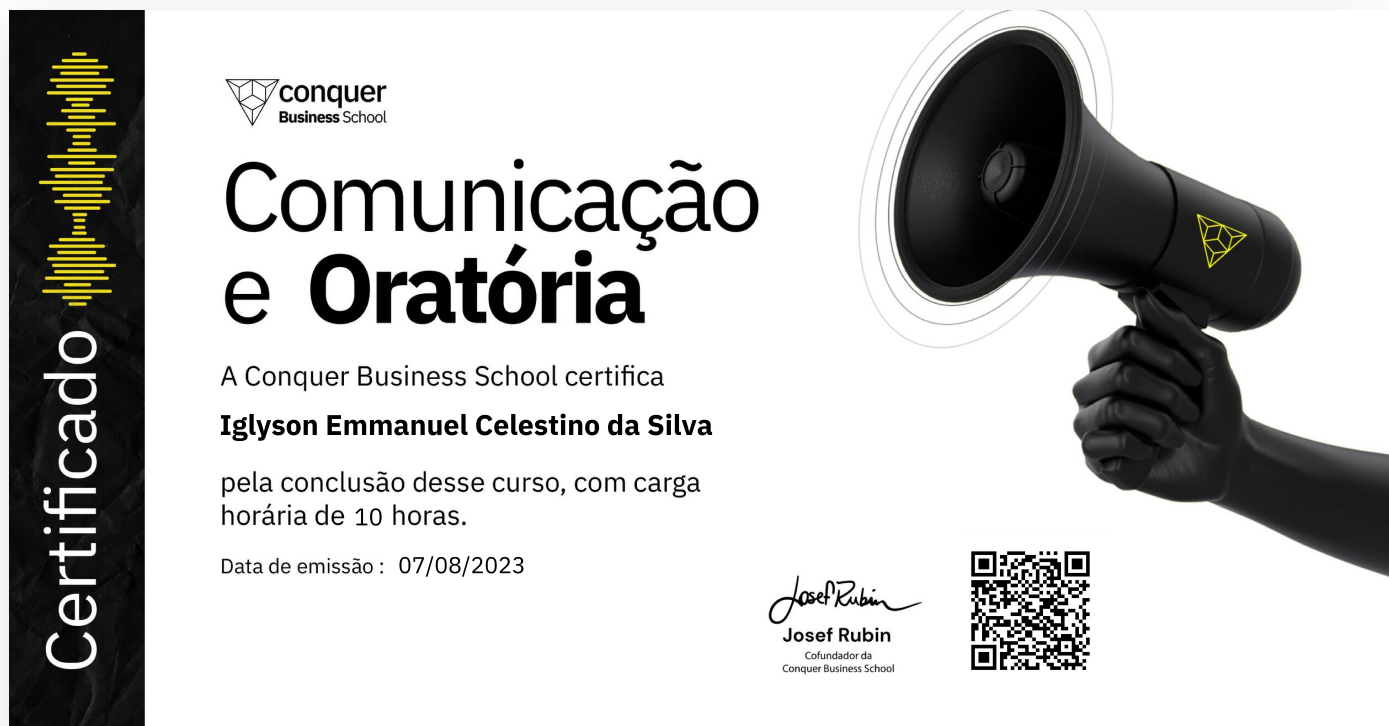 Certificado
conquer
Business School
Comunicação
e Oratória
A Conquer Business School certifica
Iglyson Emmanuel Celestino da Silva
pela conclusão desse curso, com carga
horária de 10 horas.
Data de emissão : 07/08/2023
Josef Rubin
Josef Rubin
Cofundador da
Conquer Business School